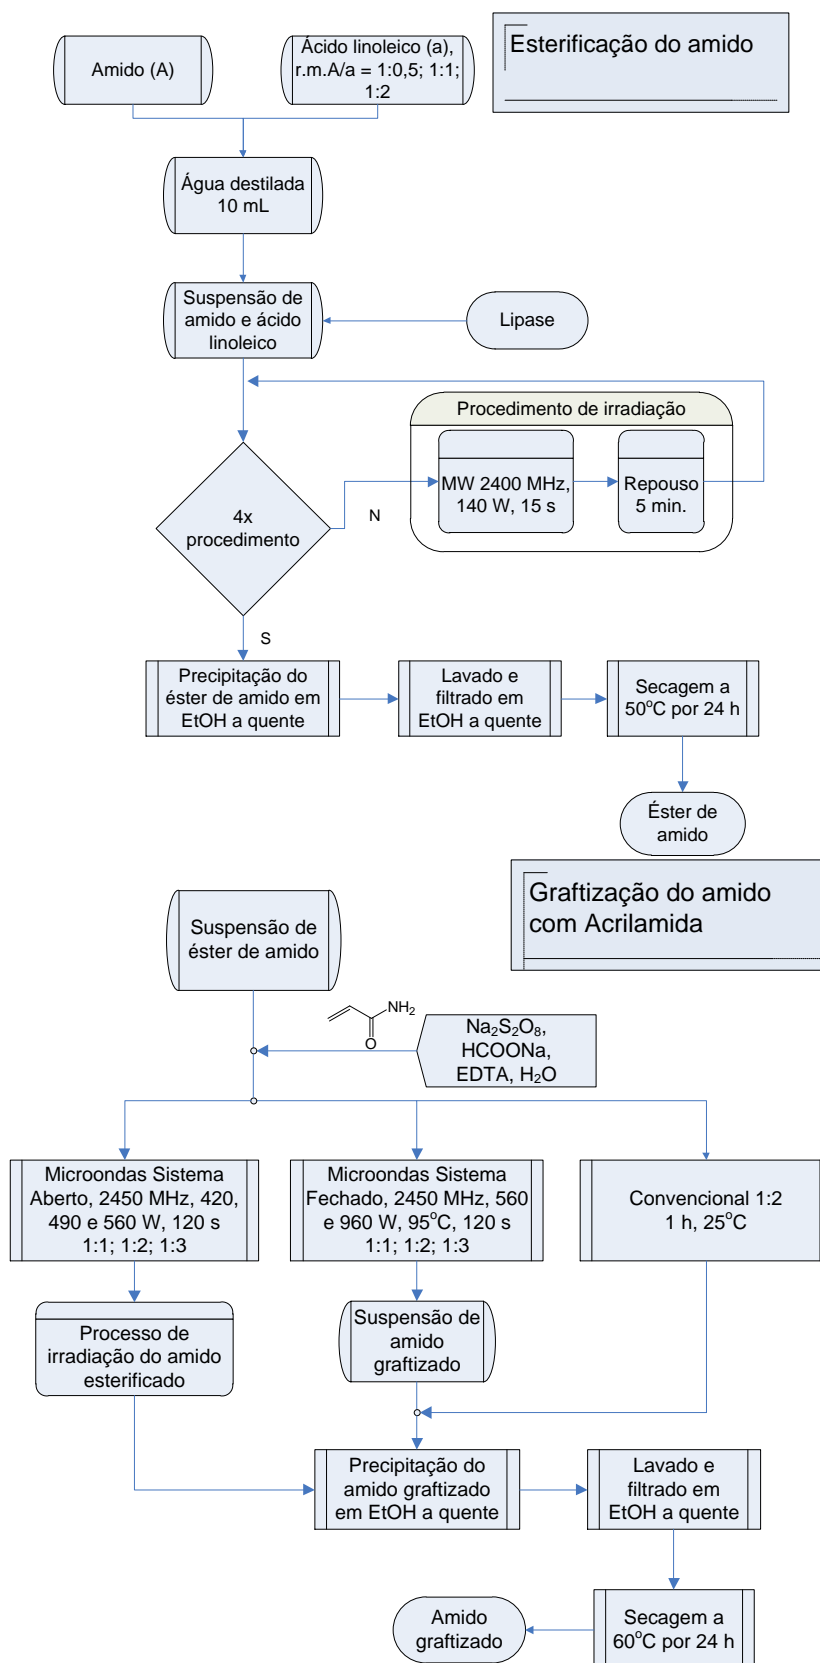 Esterificação do amido
Amido (A)
Ácido linoleico (a),
r.m.A/a = 1:0,5; 1:1;
1:2
Água destilada
10 mL
Suspensão de
amido e ácido
linoleico
Lipase
Procedimento de irradiação
MW 2400 MHz,
140 W, 15 s
Repouso
5 min.
4x
procedimento
N
S
Precipitação do
éster de amido em
EtOH a quente
Lavado e
filtrado em
EtOH a quente
Secagem a
50°C por 24 h
Éster de
amido
Graftização do amido
com Acrilamida
Suspensão de
éster de amido
NH₂
O
Na₂S₂O₈,
HCOONa,
EDTA, H₂O
Microondas Sistema
Aberto, 2450 MHz, 420,
490 e 560 W, 120 s
1:1; 1:2; 1:3
Microondas Sistema
Fechado, 2450 MHz, 560
e 960 W, 95°C, 120 s
1:1; 1:2; 1:3
Convencional 1:2
1 h, 25°C
Processo de
irradiação do amido
esterificado
Suspensão de
amido
graftizado
Precipitação do
amido graftizado
em EtOH a quente
Lavado e
filtrado em
EtOH a quente
Secagem a
60°C por 24 h
Amido
graftizado